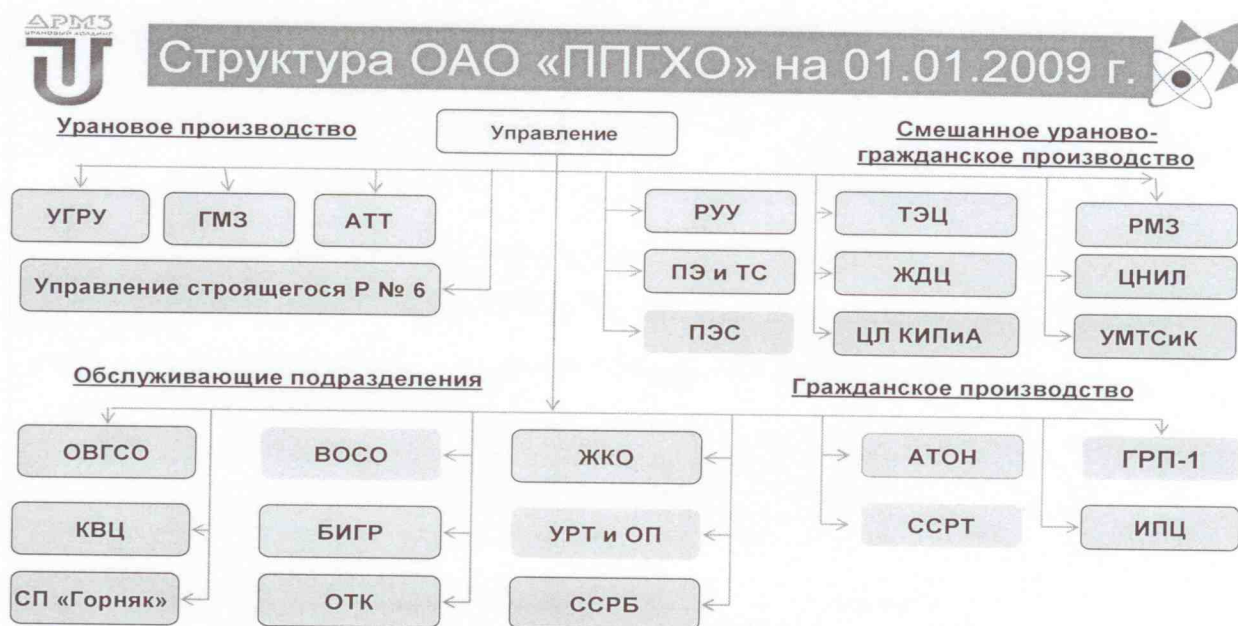 АРМЗ
УРАНОВЫЙ ХОЛДИНГ
Структура ОАО «ППГХО» на 01.01.2009 г.
Урановое производство
Управление
Смешанное ураново-
гражданское производство
УГРУ
ГМЗ
АТТ
РУУ
ТЭЦ
РМЗ
Управление строящегося Р № 6
ПЭ и ТС
ЖДЦ
ЦНИЛ
ПЭС
ЦЛ КИПиА
УМТСиК
Обслуживающие подразделения
Гражданское производство
ОВГСО
ВОСО
ЖКО
АТОН
ГРП-1
КВЦ
БИГР
УРТ и ОП
ССРТ
ИПЦ
СП «Горняк»
ОТК
ССРБ